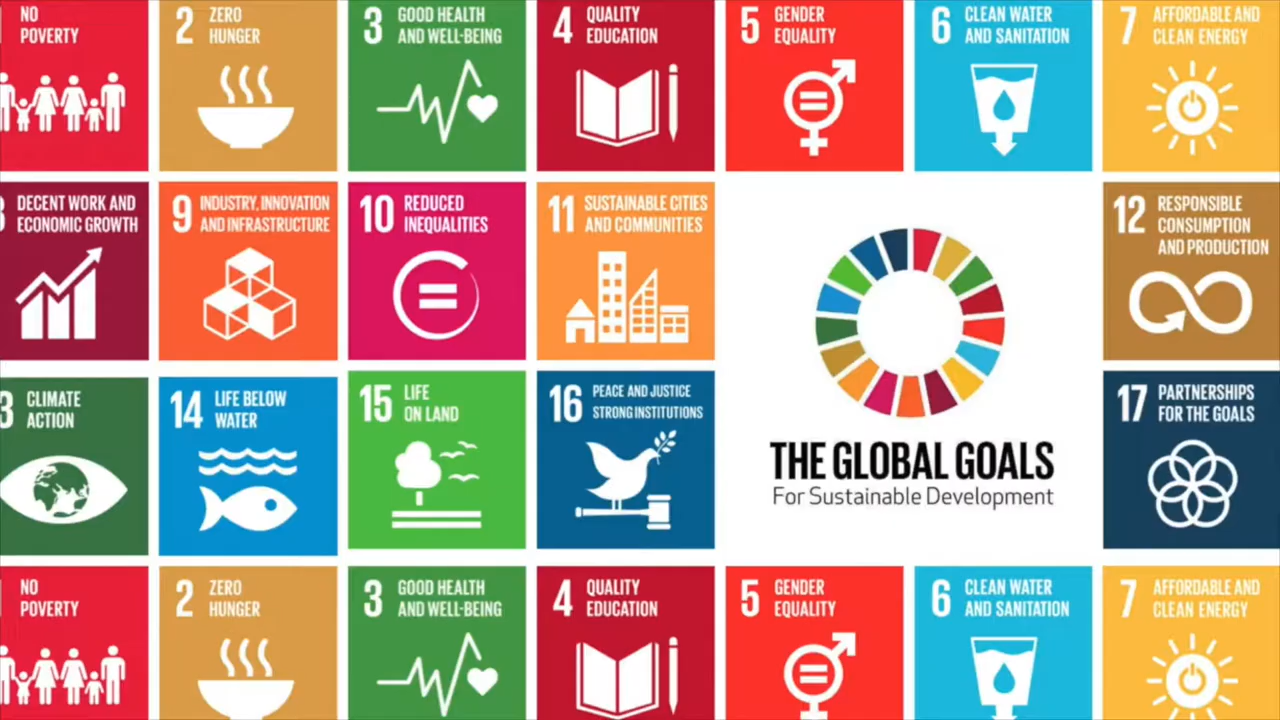 NO
POVERTY
2 ZERO
HUNGER
3 GOOD HEALTH
AND WELL-BEING
4 QUALITY
EDUCATION
5 GENDER
EQUALITY
6 CLEAN WATER
AND SANITATION
7 AFFORDABLE AND
CLEAN ENERGY
8 DECENT WORK AND
ECONOMIC GROWTH
9 INDUSTRY, INNOVATION
AND INFRASTRUCTURE
10 REDUCED
INEQUALITIES
11 SUSTAINABLE CITIES
AND COMMUNITIES
12 RESPONSIBLE
CONSUMPTION
AND PRODUCTION
THE GLOBAL GOALS
For Sustainable Development
3 CLIMATE
ACTION
14 LIFE BELOW
WATER
15 LIFE
ON LAND
16 PEACE AND JUSTICE
STRONG INSTITUTIONS
17 PARTNERSHIPS
FOR THE GOALS
NO
POVERTY
2 ZERO
HUNGER
3 GOOD HEALTH
AND WELL-BEING
4 QUALITY
EDUCATION
5 GENDER
EQUALITY
6 CLEAN WATER
AND SANITATION
7 AFFORDABLE AND
CLEAN ENERGY